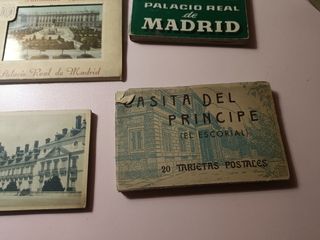 Palacio Real de Madrid
PALACIO REAL
de
MADRID
CASITA DEL
PRINCIPE
(EL ESCORIAL)
20 TARJETAS POSTALES